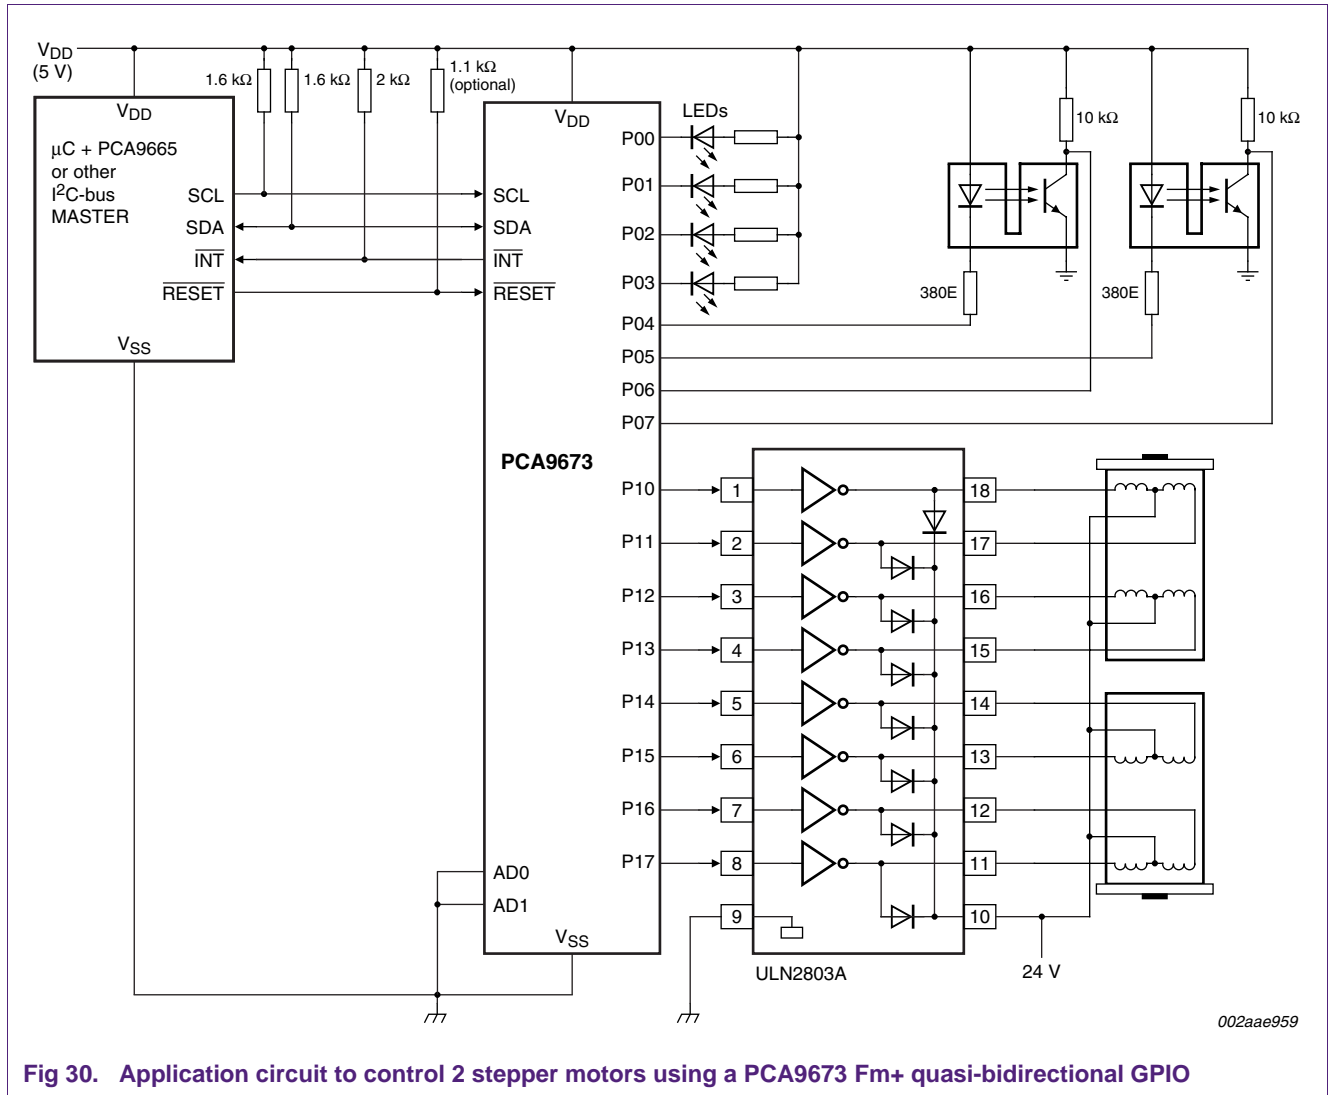 VDD
(5 V)
1.6 kΩ
1.6 kΩ
2 kΩ
1.1 kΩ
(optional)
VDD
μC + PCA9665
or other
I²C-bus
MASTER
SCL
SDA
INT
RESET
VSS
VDD
SCL
SDA
INT
RESET
PCA9673
AD0
AD1
VSS
P00
P01
P02
P03
P04
P05
P06
P07
P10
P11
P12
P13
P14
P15
P16
P17
LEDs
10 kΩ
10 kΩ
380E
380E
1
2
3
4
5
6
7
8
9
18
17
16
15
14
13
12
11
10
ULN2803A
24 V
002aae959
Fig 30. Application circuit to control 2 stepper motors using a PCA9673 Fm+ quasi-bidirectional GPIO